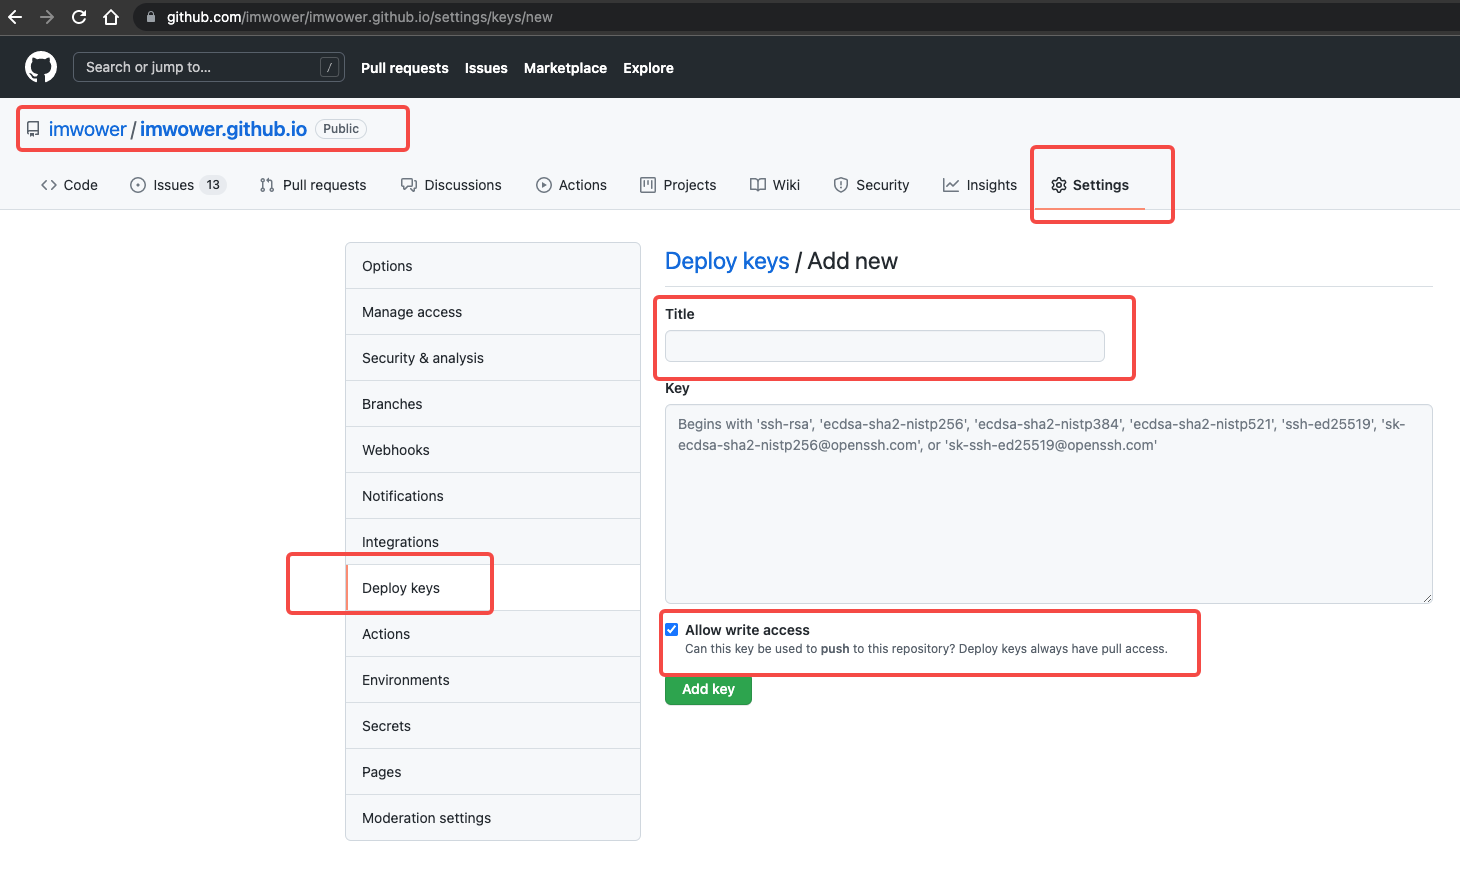 github.com/imwower/imwower.github.io/settings/keys/new
Search or jump to... /
Pull requests Issues Marketplace Explore
imwower / imwower.github.io Public
Code Issues 13 Pull requests Discussions Actions Projects Wiki Security Insights Settings
Options
Manage access
Security & analysis
Branches
Webhooks
Notifications
Integrations
Deploy keys
Actions
Environments
Secrets
Pages
Moderation settings
Deploy keys / Add new
Title
Key
Begins with 'ssh-rsa', 'ecdsa-sha2-nistp256', 'ecdsa-sha2-nistp384', 'ecdsa-sha2-nistp521', 'ssh-ed25519', 'sk-
ecdsa-sha2-nistp256@openssh.com', or 'sk-ssh-ed25519@openssh.com'
Allow write access
Can this key be used to push to this repository? Deploy keys always have pull access.
Add key